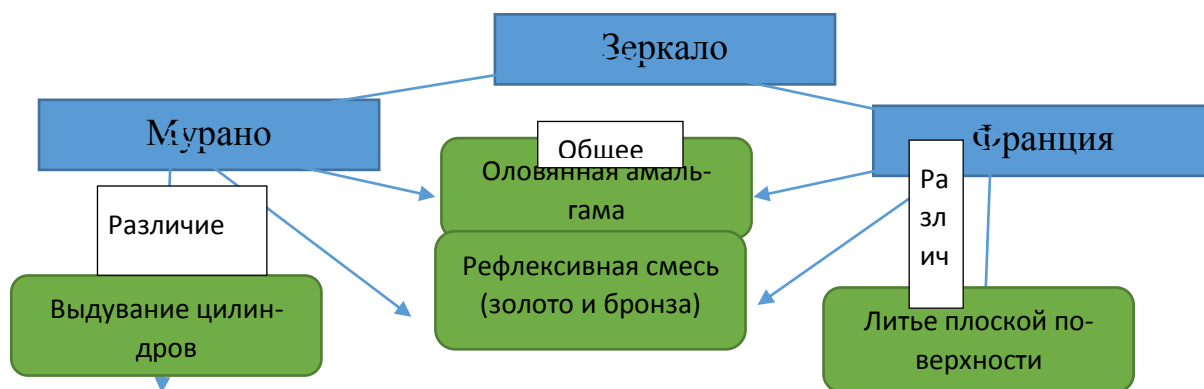 Зеркало
Мурано
Франция
Общее
Оловянная амаль-
гама
Различие
Ра
зл
ич
Рефлексивная смесь
(золото и бронза)
Выдувание цилин-
дров
Литье плоской по-
верхности